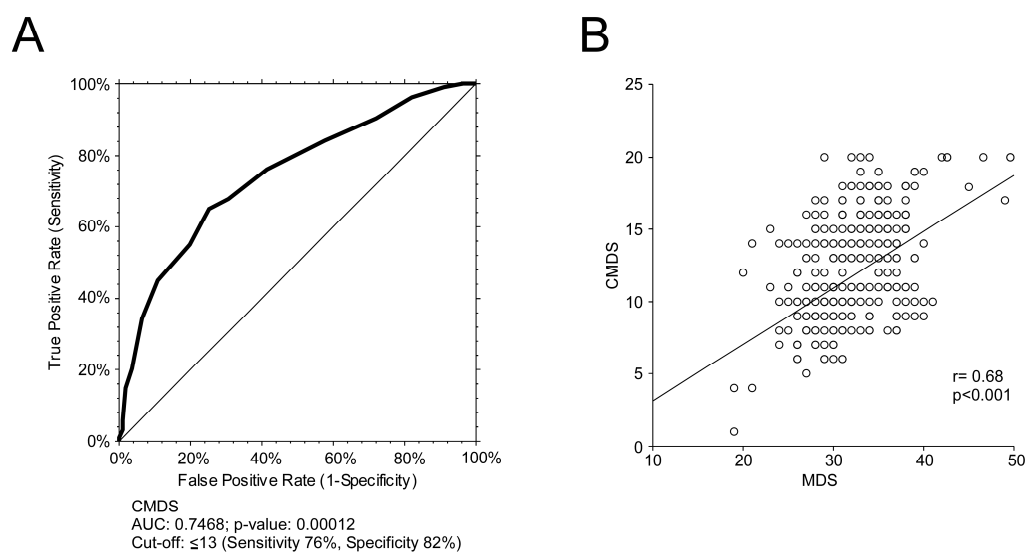 A
100%
80%
60%
40%
20%
0%
True Positive Rate (Sensitivity)
0% 20% 40% 60% 80% 100%
False Positive Rate (1-Specificity)
CMDS
AUC: 0.7468; p-value: 0.00012
Cut-off: ≦13 (Sensitivity 76%, Specificity 82%)
B
25
20
15
10
5
0
CMDS
r= 0.68
p<0.001
10 20 30 40 50
MDS